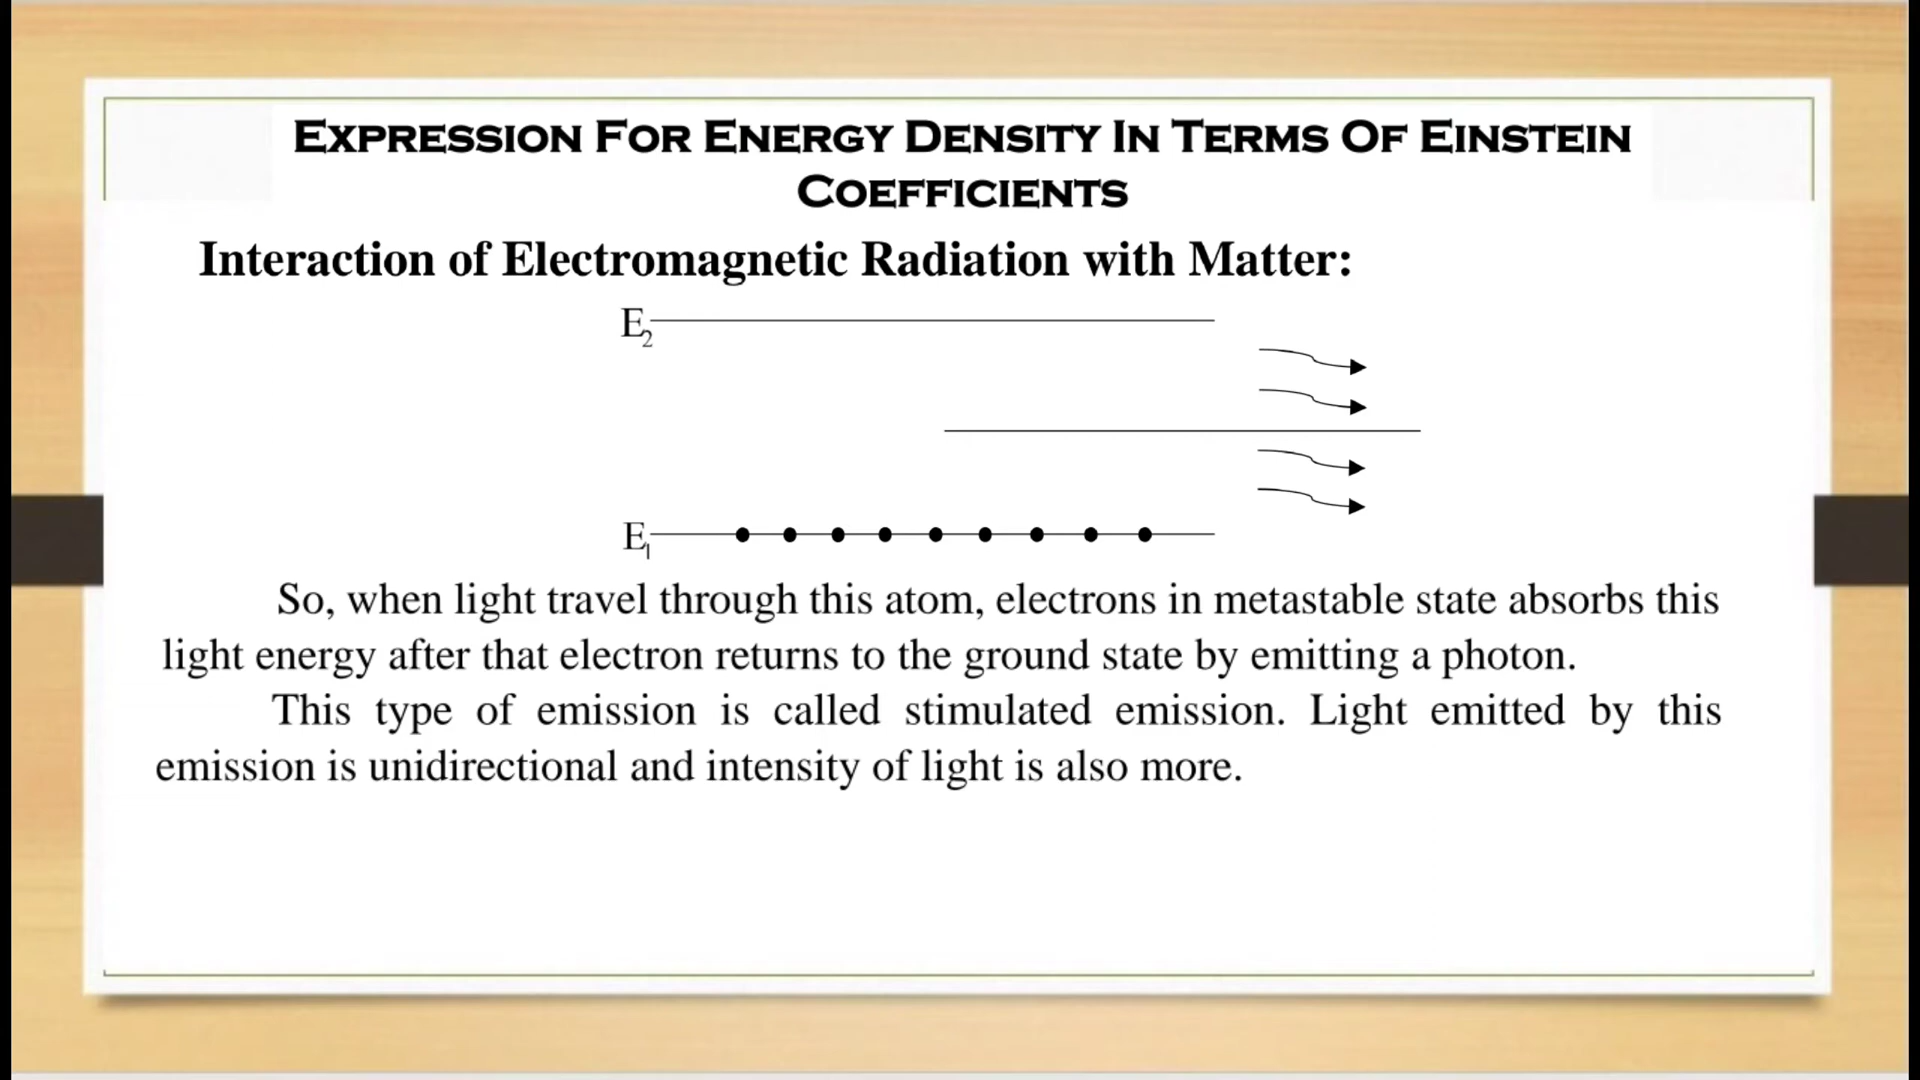 EXPRESSION FOR ENERGY DENSITY IN TERMS OF EINSTEIN
COEFFICIENTS
Interaction of Electromagnetic Radiation with Matter:
E2
E1
So, when light travel through this atom, electrons in metastable state absorbs this
light energy after that electron returns to the ground state by emitting a photon.
This type of emission is called stimulated emission. Light emitted by this
emission is unidirectional and intensity of light is also more.